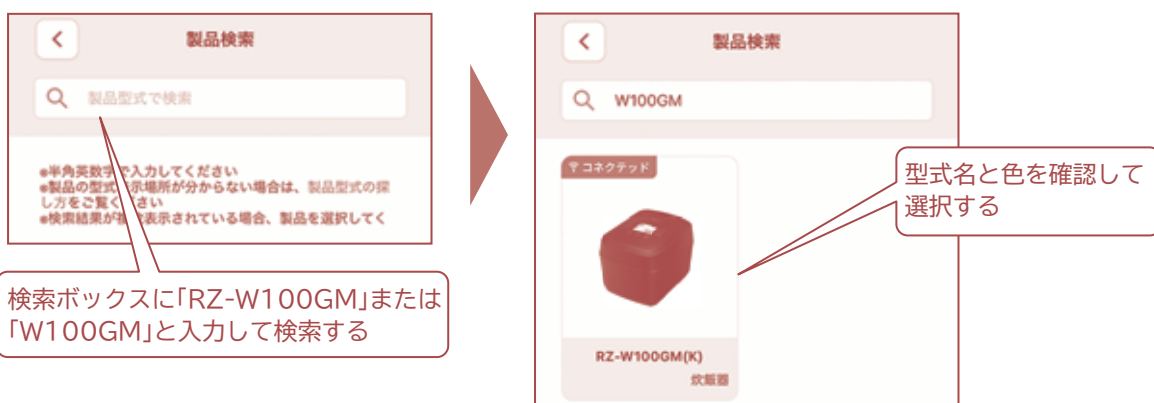 製品検索
製品型式で検索
●半角英数字で入力してください
●製品の型式表示場所が分からない場合は、製品型式の探
し方をご覧ください
●検索結果が複数表示されている場合、製品を選択してく
検索ボックスに「RZ-W100GM」または
「W100GM」と入力して検索する
製品検索
W100GM
コネクテッド
RZ-W100GM(K)
炊飯器
型式名と色を確認して
選択する